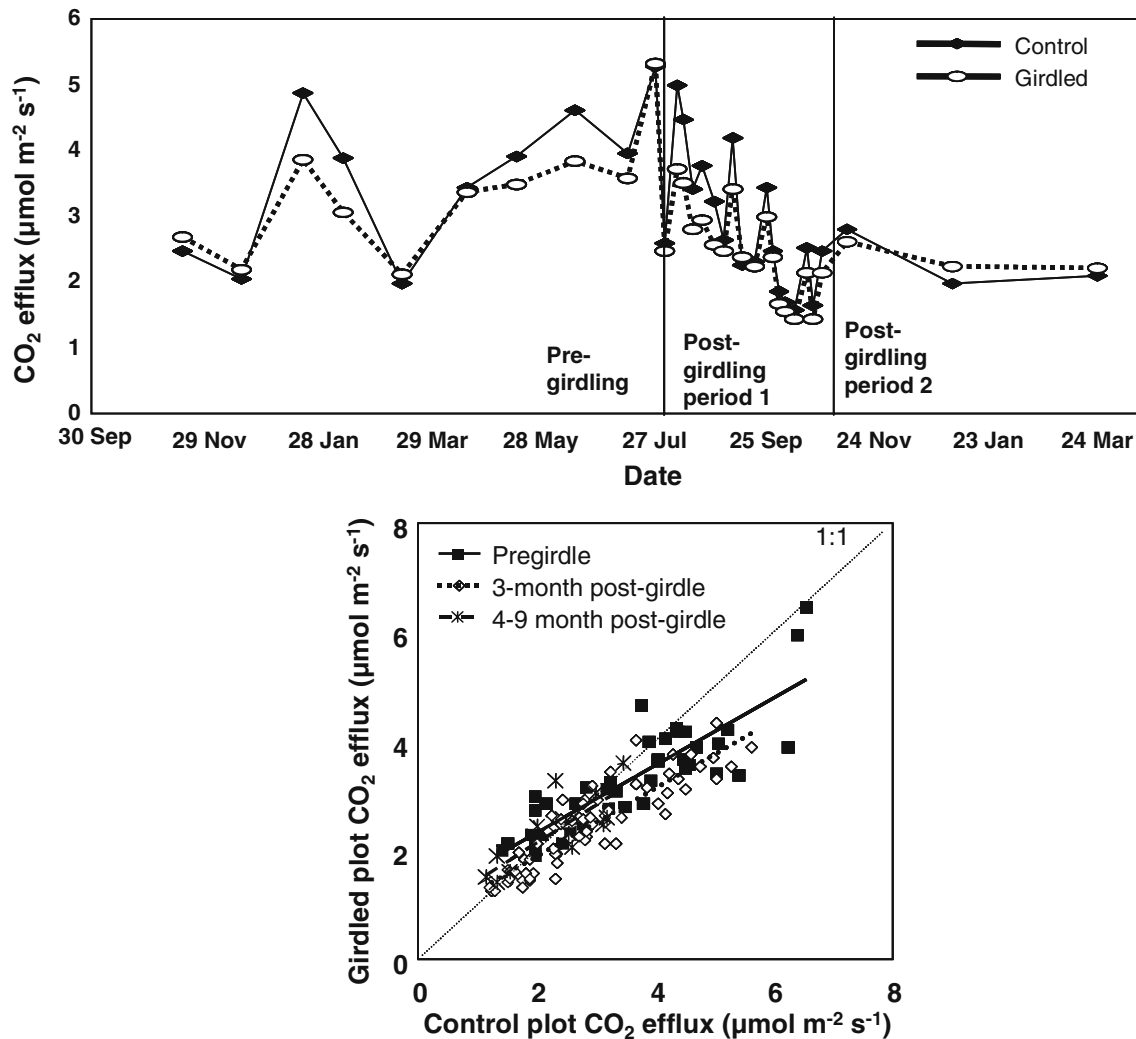 6
5
4
3
2
1
0
CO2 efflux (µmol m-2 s-1)
Control
Girdled
Pre-
girdling
Post-
girdling
period 1
Post-
girdling
period 2
30 Sep 29 Nov 28 Jan 29 Mar 28 May 27 Jul 25 Sep 24 Nov 23 Jan 24 Mar
Date
8
6
4
2
0
Girdled plot CO2 efflux (µmol m-2 s-1)
1:1
Pregirdle
3-month post-girdle
4-9 month post-girdle
0 2 4 6 8
Control plot CO2 efflux (µmol m-2 s-1)